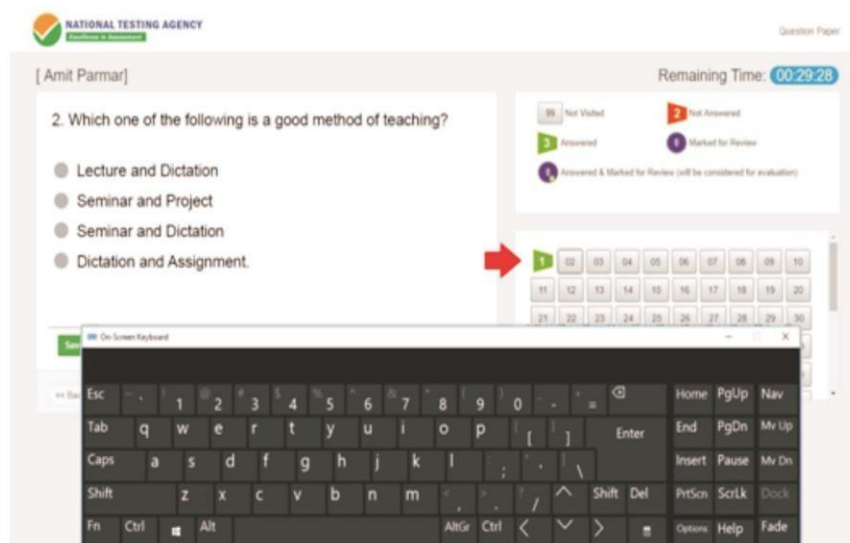 NATIONAL TESTING AGENCY
Excellence in Assessment
Question Paper
[ Amit Parmar]
Remaining Time: 00:29:28
2. Which one of the following is a good method of teaching?
Lecture and Dictation
Seminar and Project
Seminar and Dictation
Dictation and Assignment.
99 Not Visited
2 Not Answered
3 Answered
Marked for Review
Answered & Marked for Review (will be considered for evaluation)
1 02 03 04 05 06 07 08 09 10
11 12 13 14 15 16 17 18 19 20
21 22 23 24 25 26 27 28 29 30
On-Screen Keyboard
Esc 1 2 3 4 5 6 7 8 9 0 - = Home PgUp Nav
Tab q w e r t y u i o p [ ] Enter End PgDn Mv Up
Caps a s d f g h j k l ; ' \ Insert Pause Mv Dn
Shift z x c v b n m , . / Shift Del PrtScn ScrLk Dock
Fn Ctrl Alt AltGr Ctrl Options Help Fade